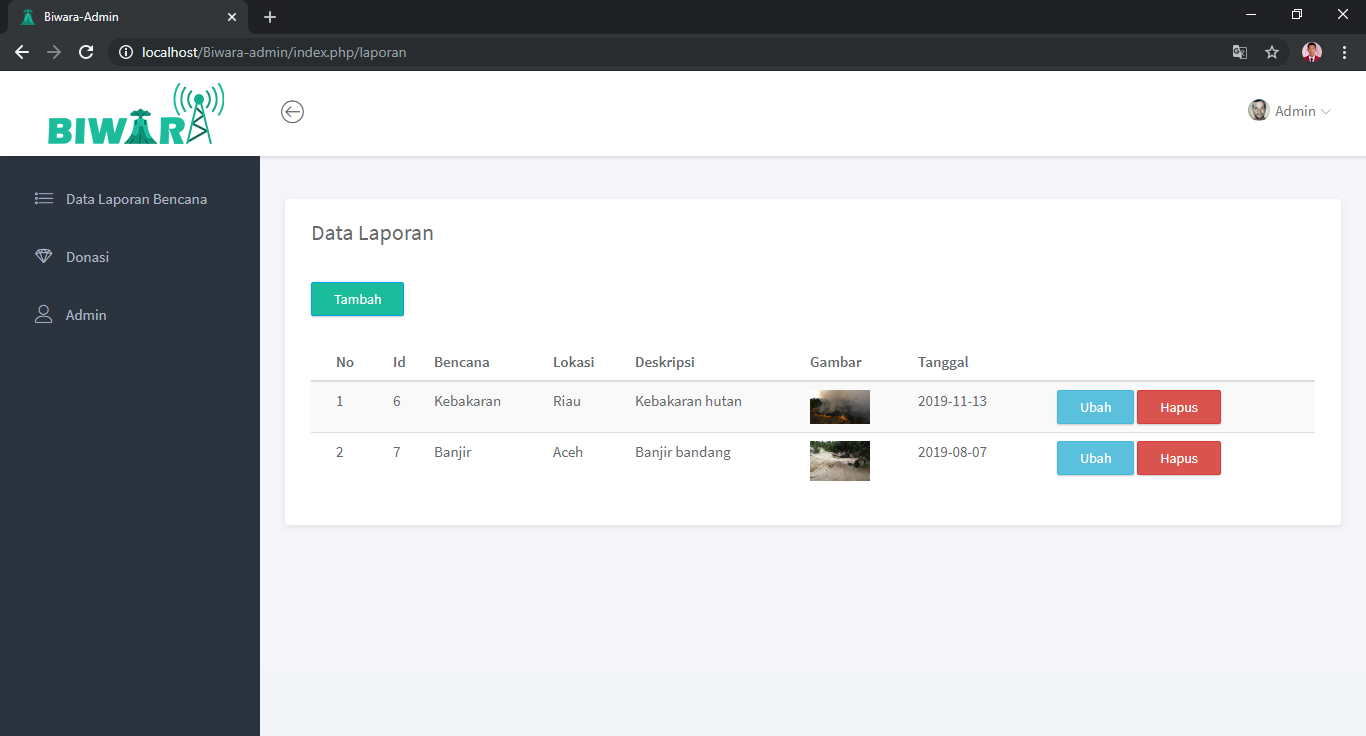 Biwara-Admin
localhost/Biwara-admin/index.php/laporan
BIWARA
Admin
Data Laporan Bencana
Donasi
Admin
Data Laporan
Tambah
No Id Bencana Lokasi Deskripsi Gambar Tanggal
1 6 Kebakaran Riau Kebakaran hutan 2019-11-13 Ubah Hapus
2 7 Banjir Aceh Banjir bandang 2019-08-07 Ubah Hapus